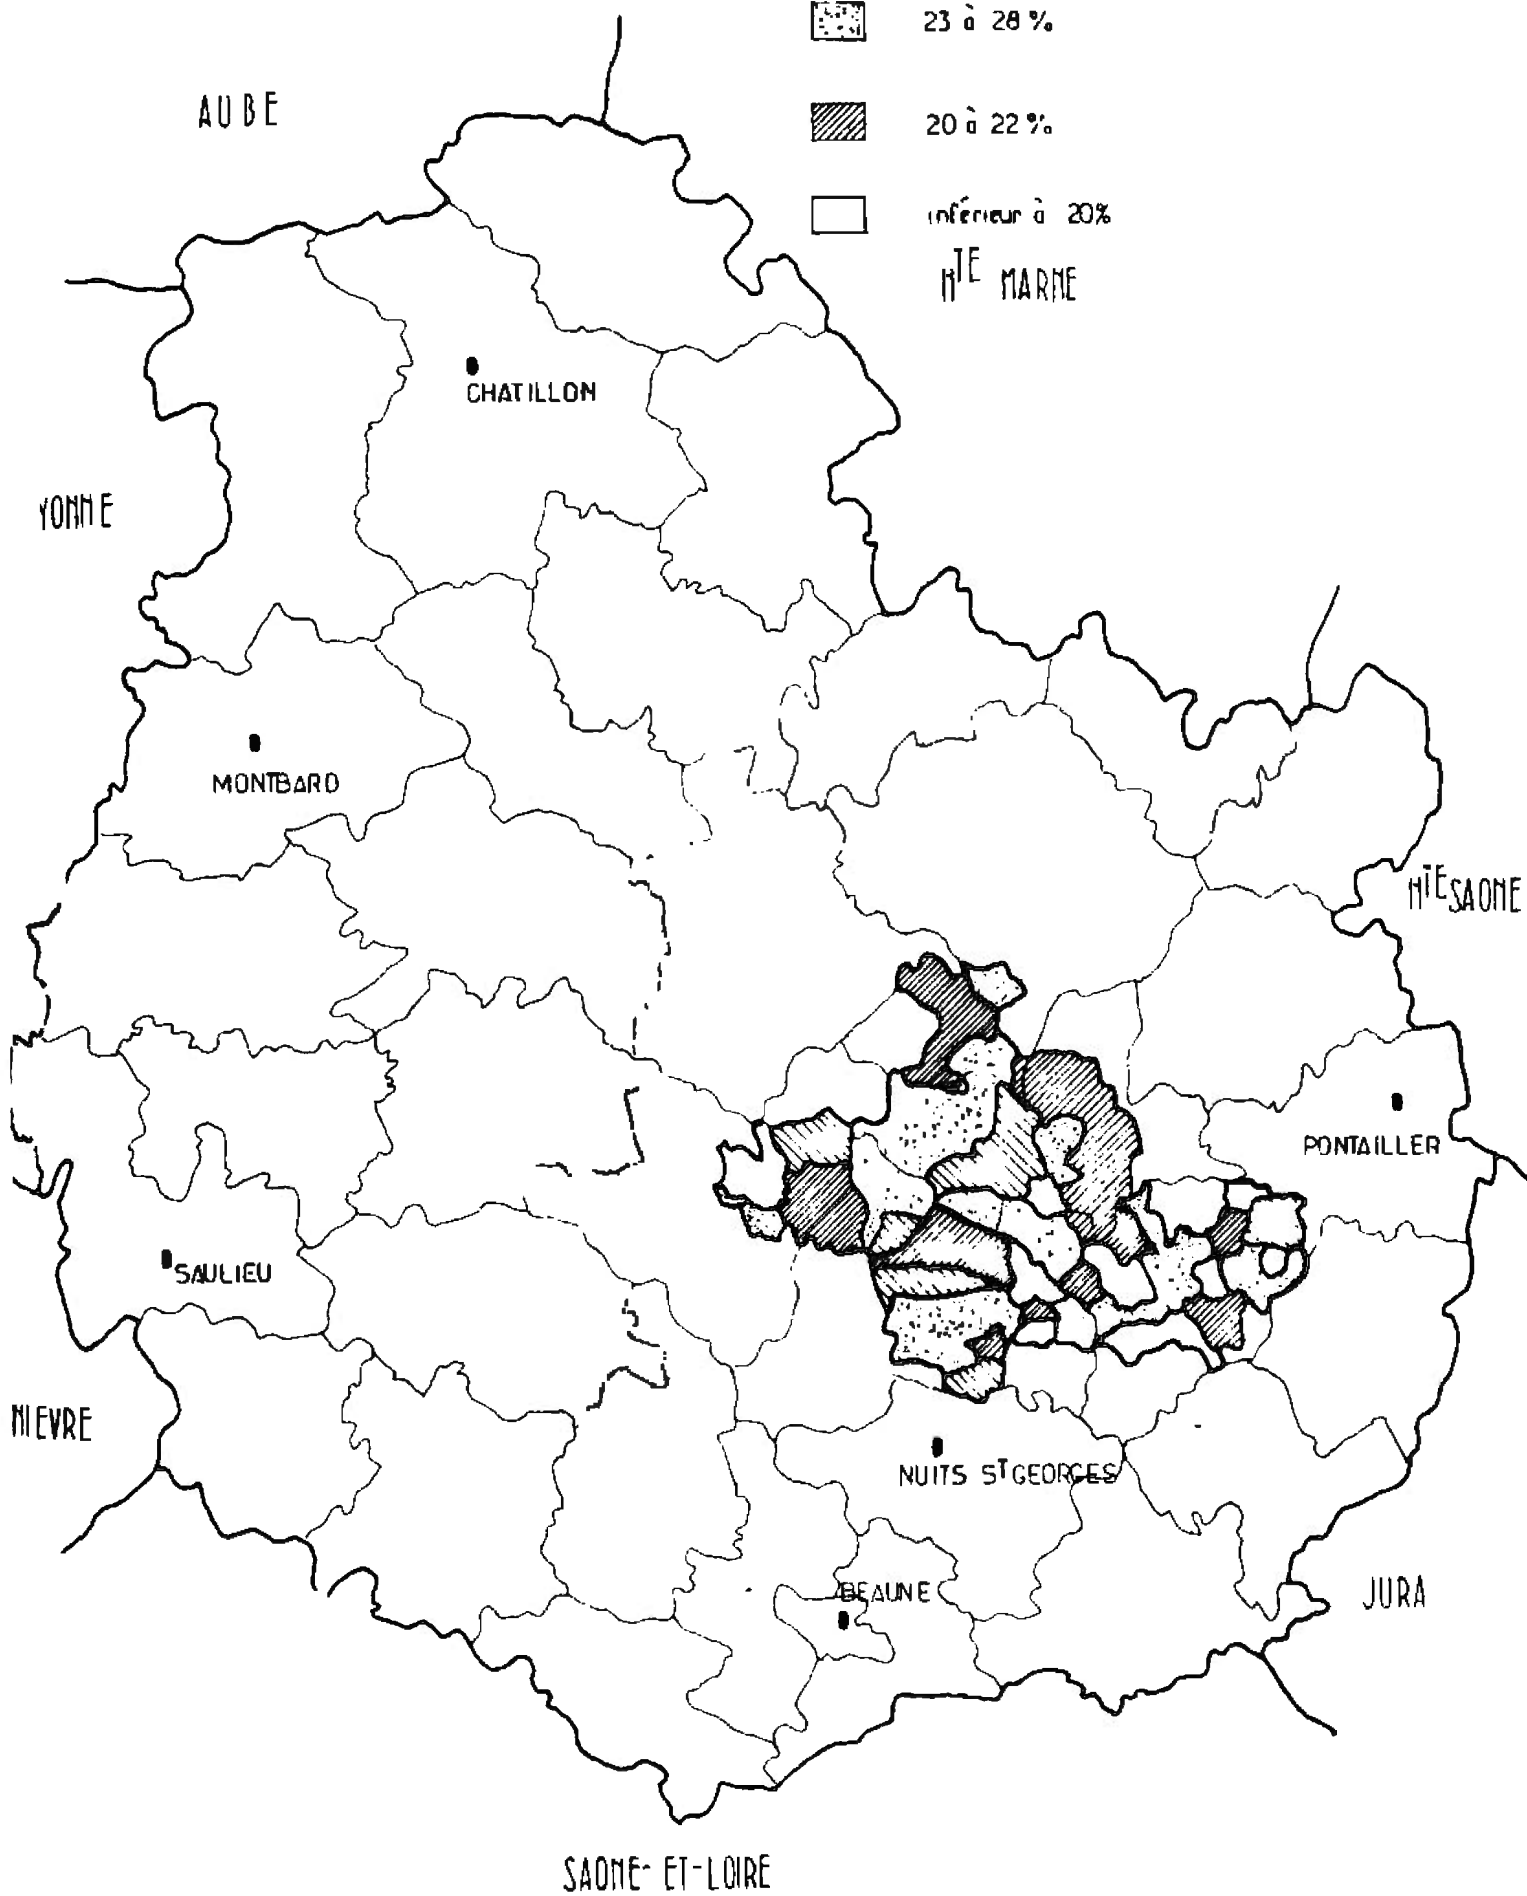 23 à 28 %
AUBE
20 à 22 %
inférieur à 20%
HTE MARNE
CHATILLON
YONNE
MONTBARD
HTE SAONE
PONTAILLER
SAULIEU
NIEVRE
NUITS ST GEORGES
BEAUNE
JURA
SAONE-ET-LOIRE